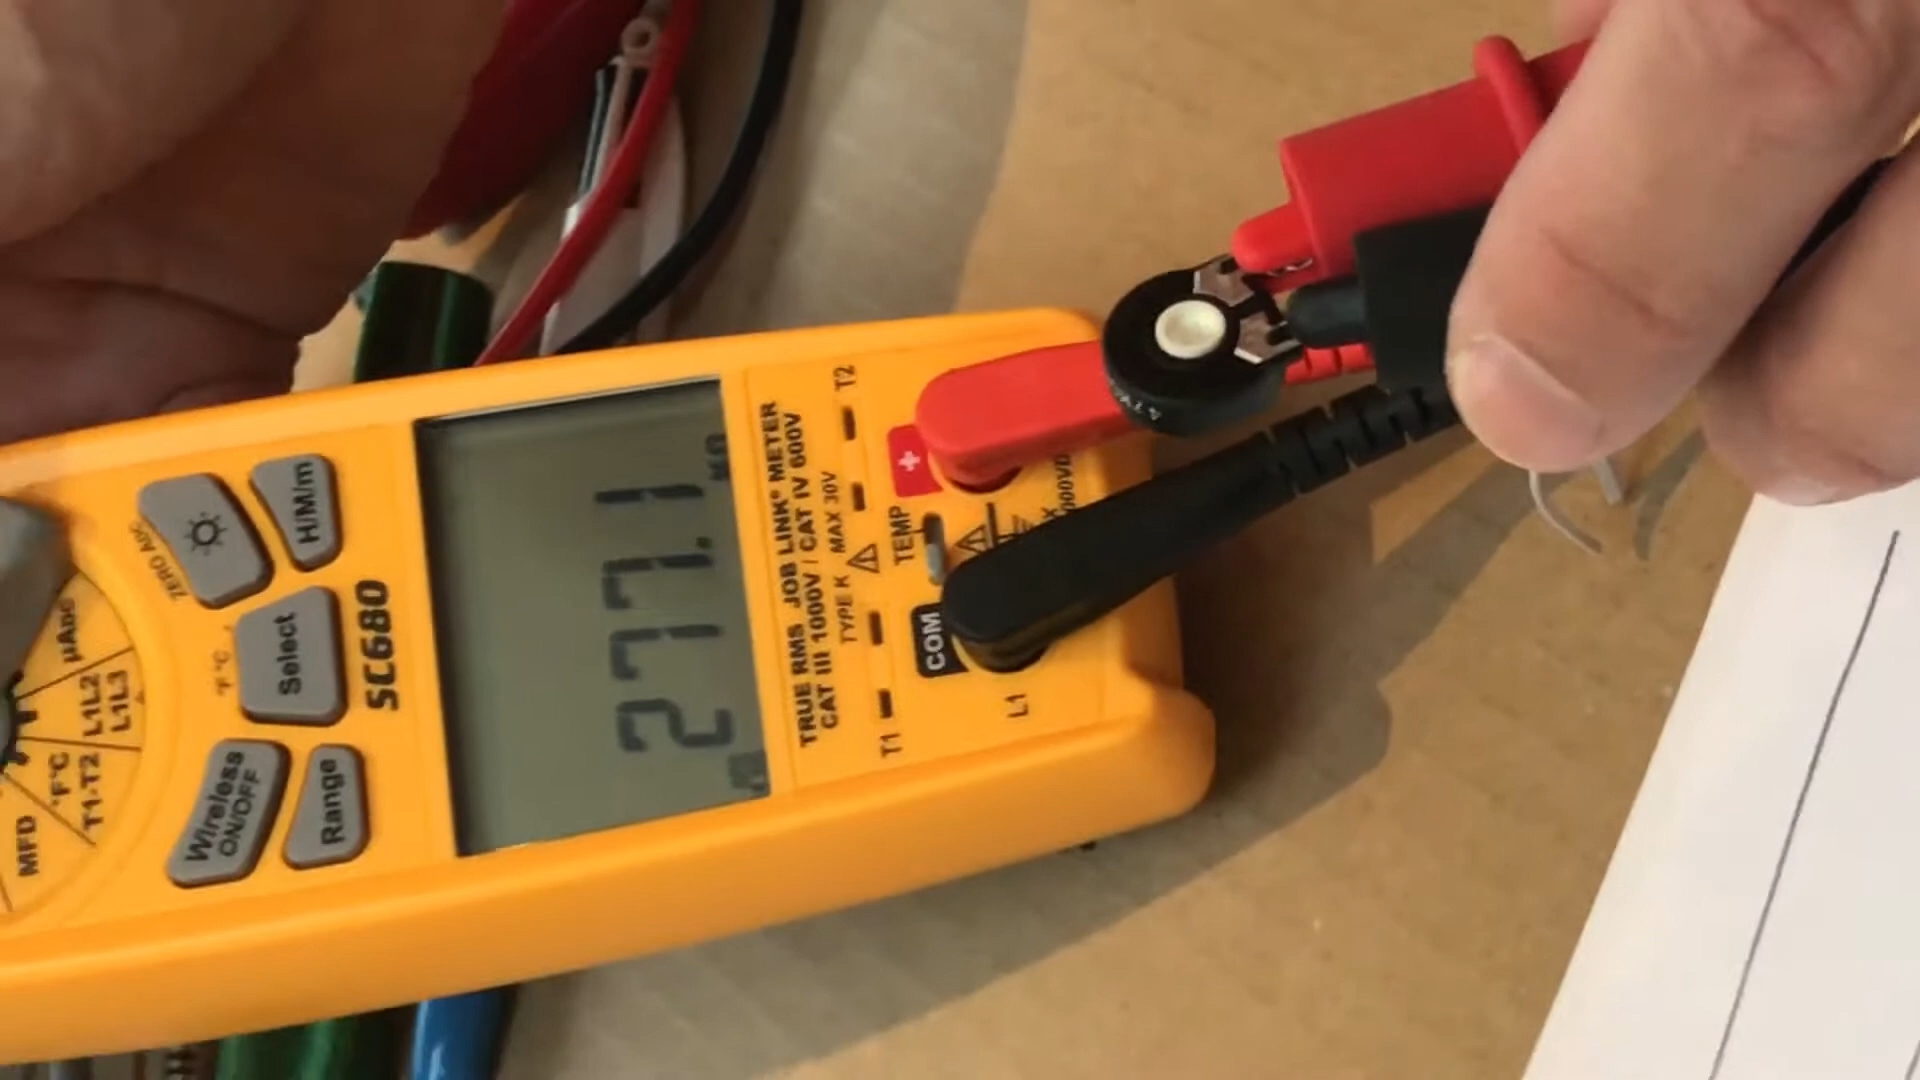 MFD
°F°C
T1-T2
L1L2
L1L3
µADC
ZERO ADC
°F°C
Wireless
ON/OFF
Select
Range
H/M/m
SC680
277.1
KΩ
TRUE RMS JOB LINK® METER
CAT III 1000V / CAT IV 600V
TYPE K MAX 30V
T1
T2
TEMP
COM
+
L1